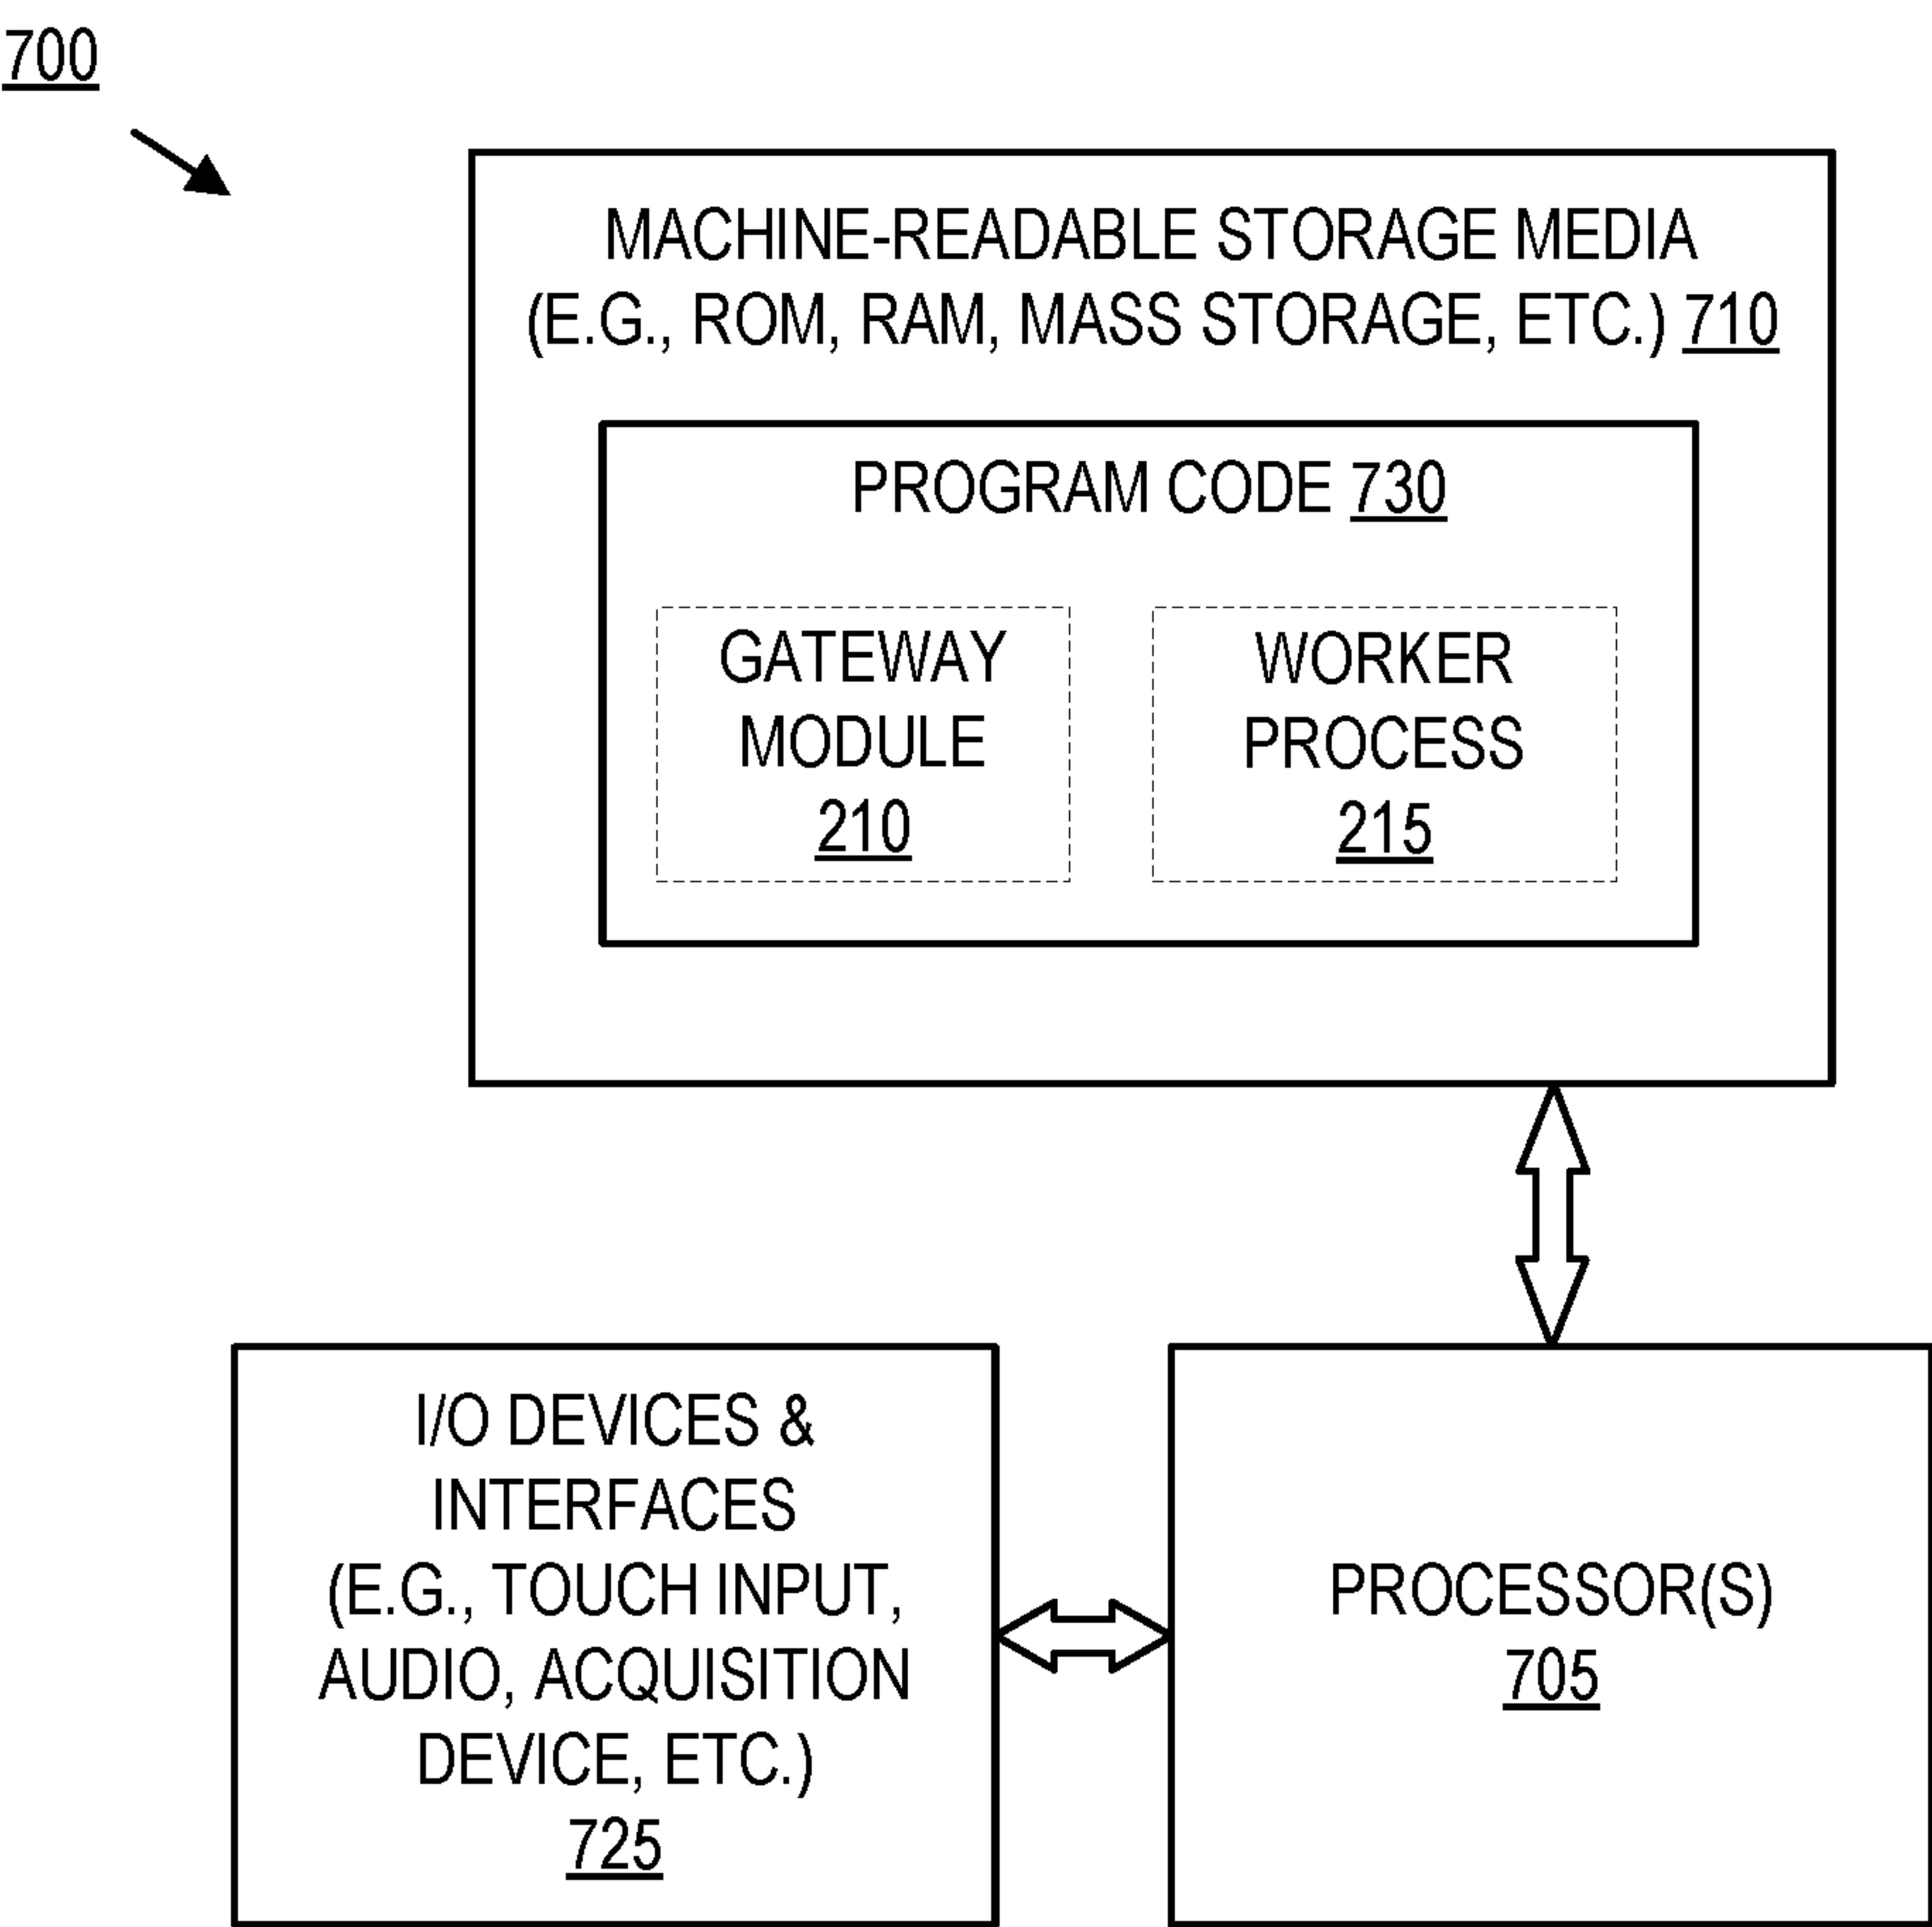 700
MACHINE-READABLE STORAGE MEDIA
(E.G., ROM, RAM, MASS STORAGE, ETC.) 710
PROGRAM CODE 730
GATEWAY
MODULE
210
WORKER
PROCESS
215
I/O DEVICES &
INTERFACES
(E.G., TOUCH INPUT,
AUDIO, ACQUISITION
DEVICE, ETC.)
725
PROCESSOR(S)
705